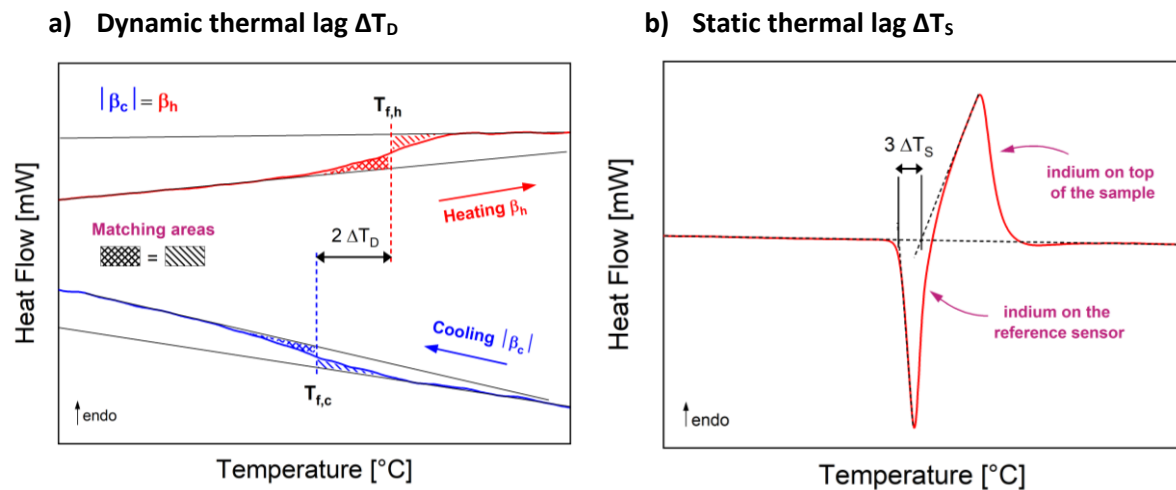 a) Dynamic thermal lag ΔT_D
|β_c| = β_h
T_f,h
Heating β_h
Matching areas
=
2 ΔT_D
Cooling |β_c|
T_f,c
endo
Heat Flow [mW]
Temperature [°C]
b) Static thermal lag ΔT_S
3 ΔT_S
indium on top
of the sample
indium on the
reference sensor
endo
Heat Flow [mW]
Temperature [°C]